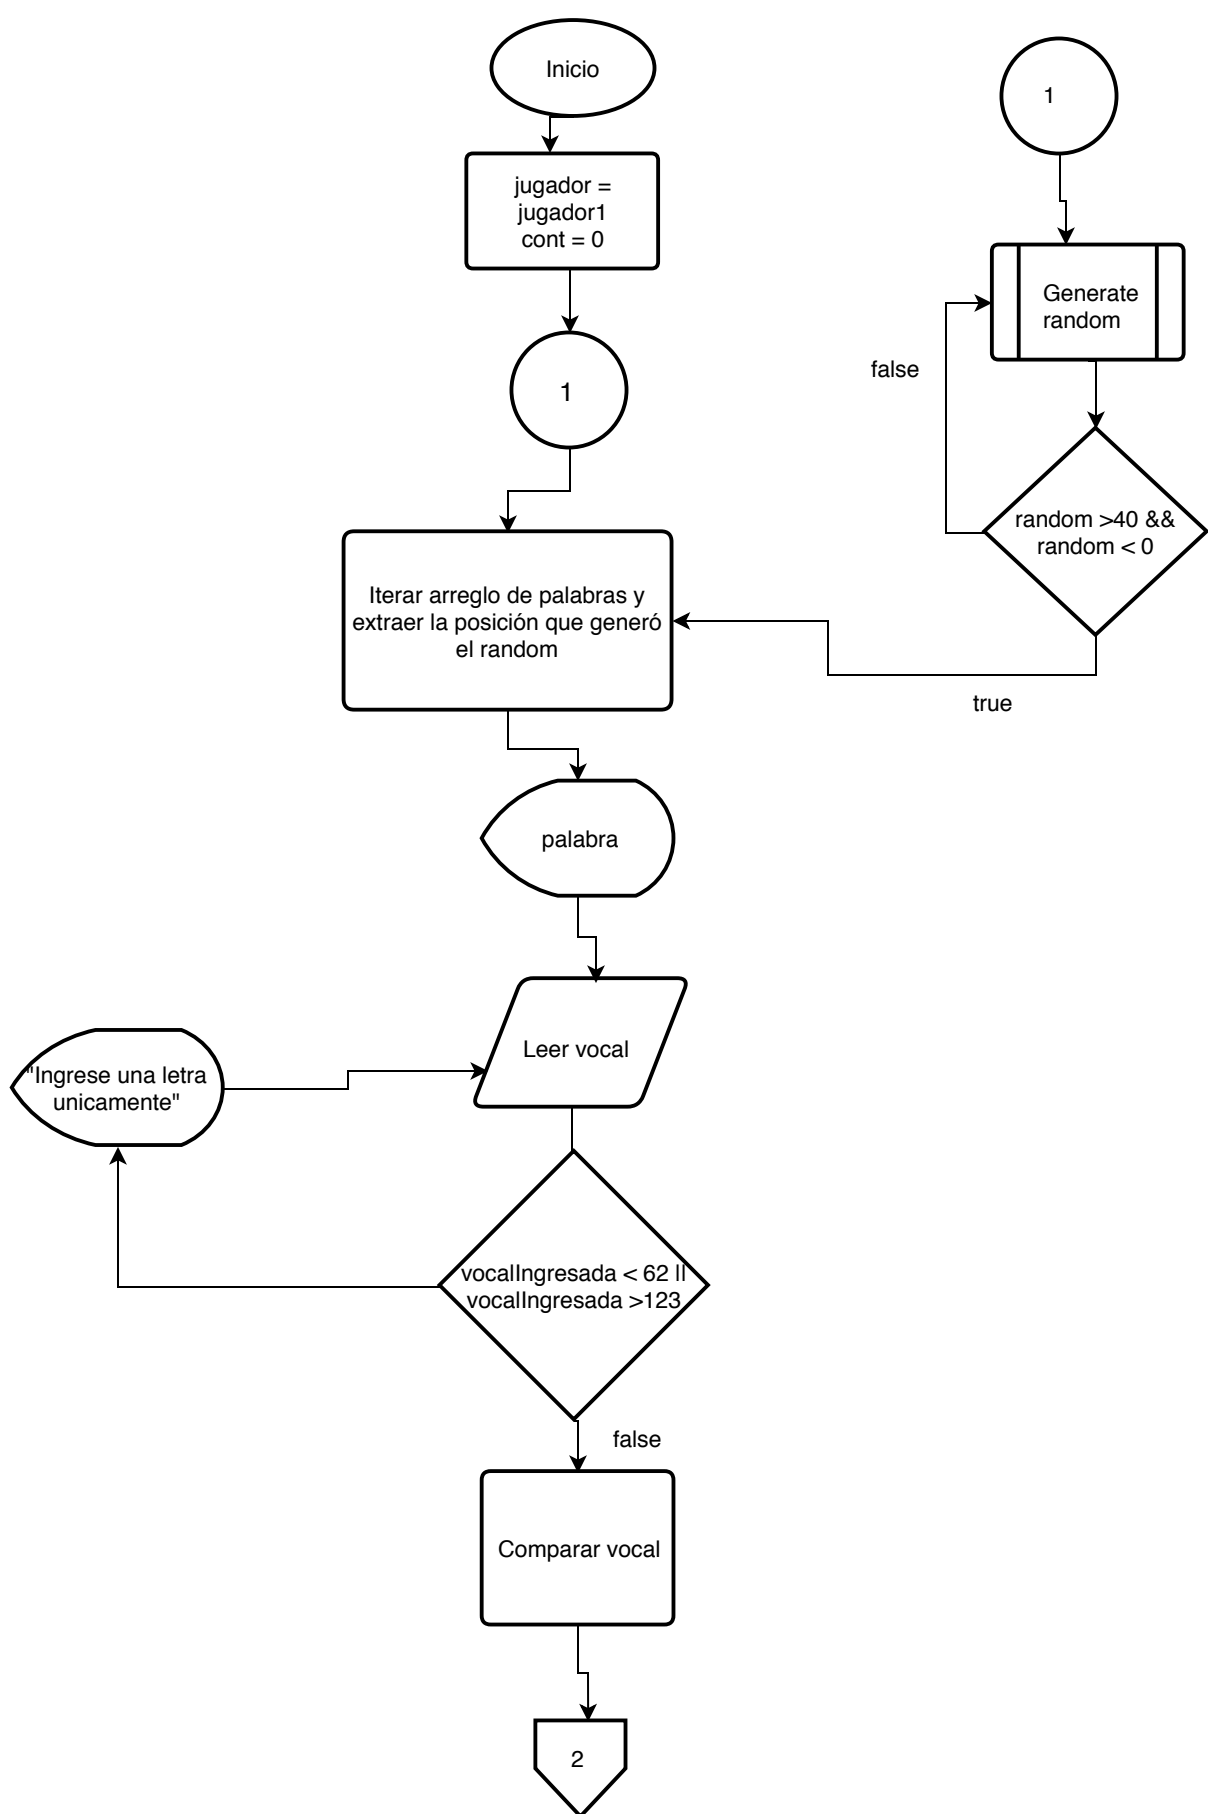 Inicio
jugador =
jugador1
cont = 0
1
Iterar arreglo de palabras y
extraer la posición que generó
el random
palabra
Leer vocal
"Ingrese una letra
unicamente"
vocalIngresada < 62 ||
vocalIngresada >123
false
Comparar vocal
2
1
Generate
random
false
random >40 &&
random < 0
true